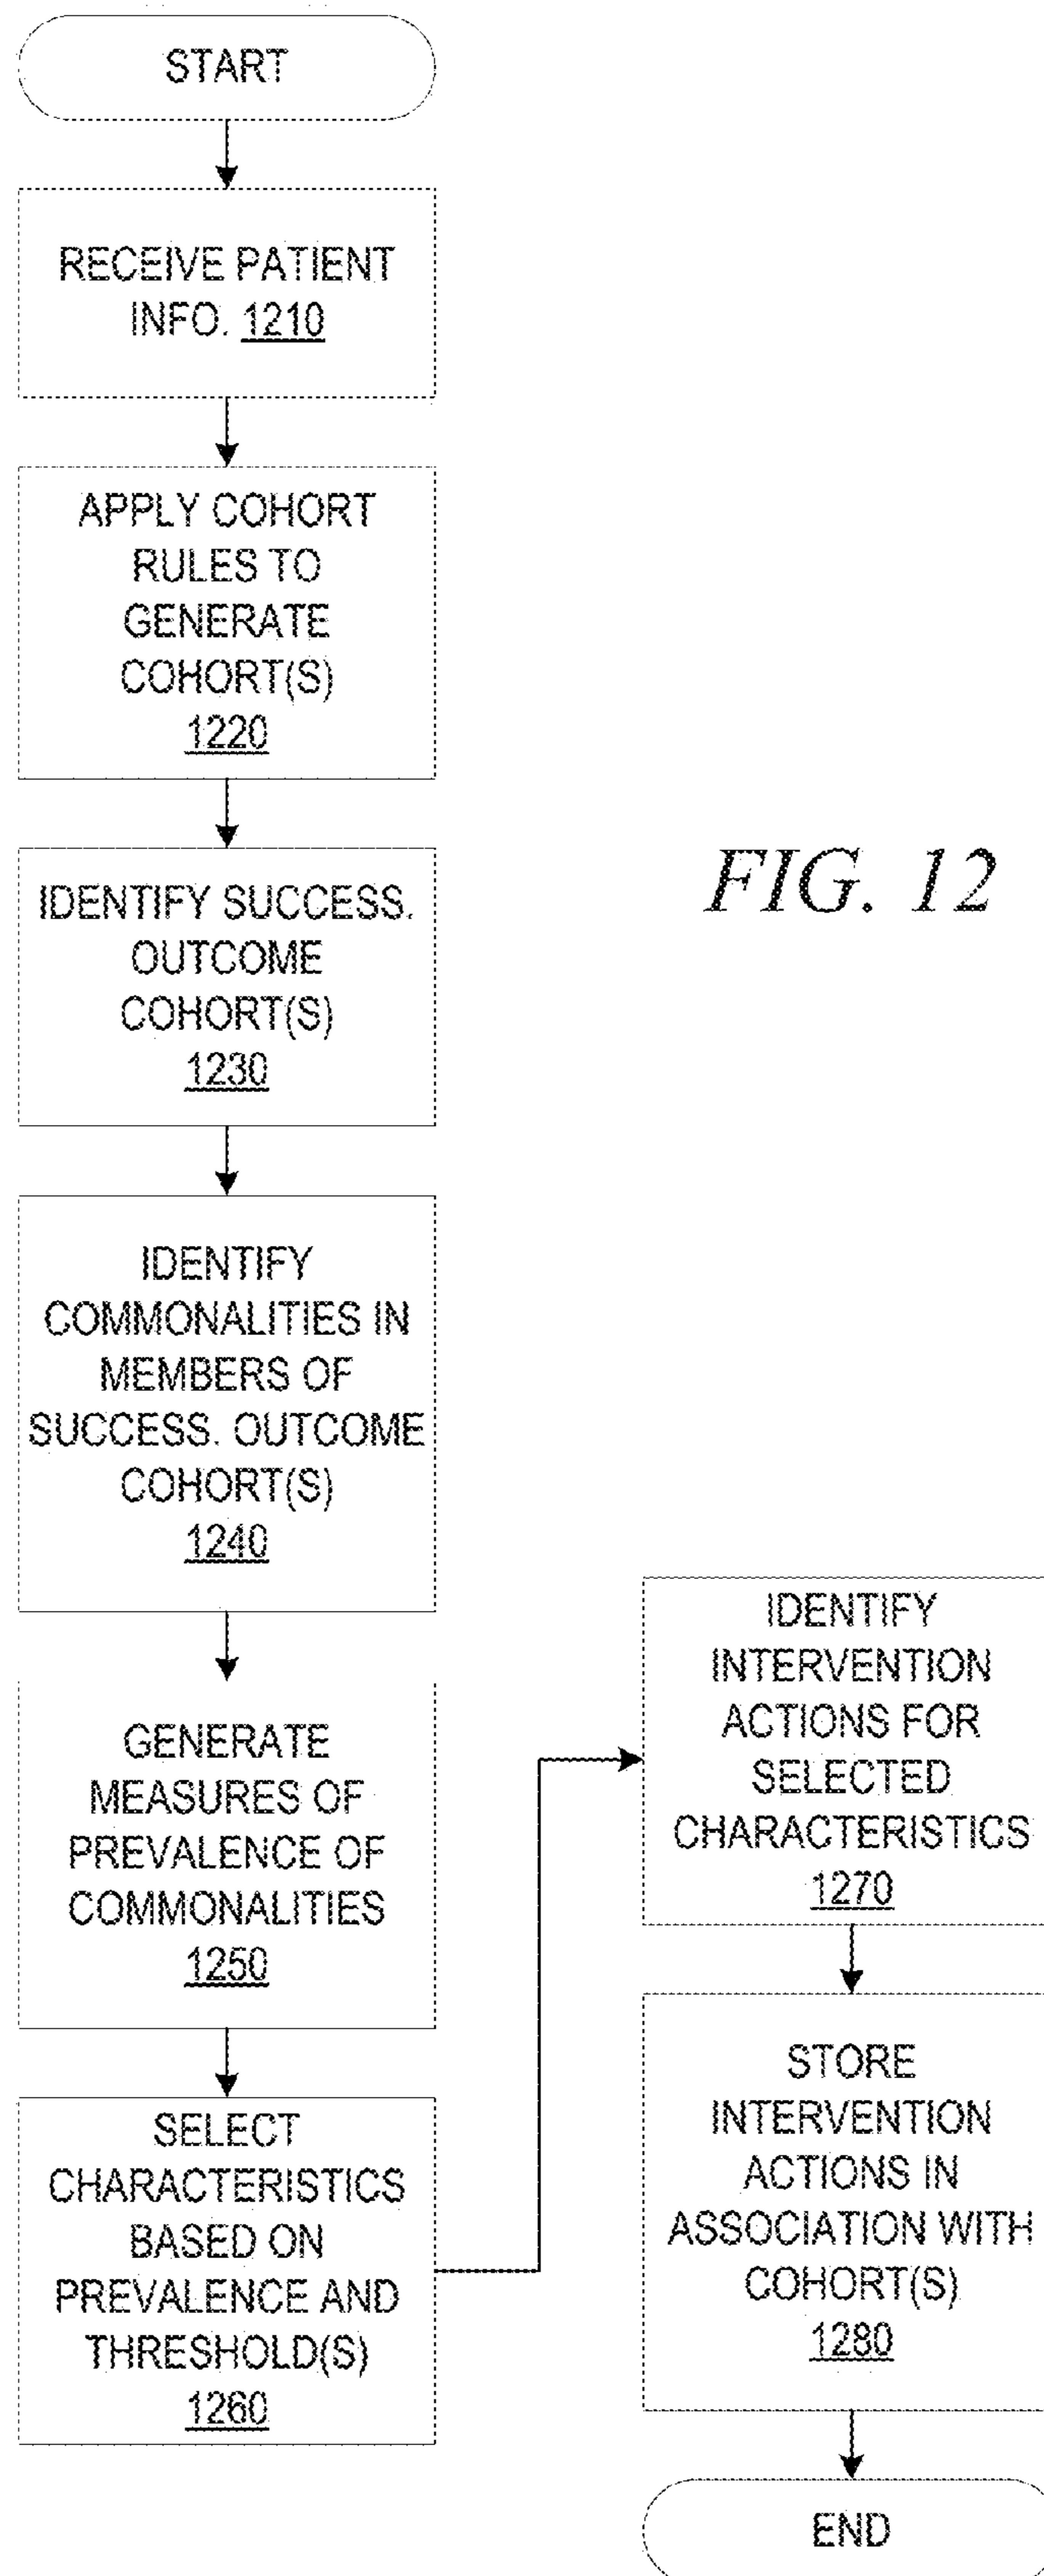 START
RECEIVE PATIENT
INFO. 1210
APPLY COHORT
RULES TO
GENERATE
COHORT(S)
1220
IDENTIFY SUCCESS.
OUTCOME
COHORT(S)
1230
FIG. 12
IDENTIFY
COMMONALITIES IN
MEMBERS OF
SUCCESS. OUTCOME
COHORT(S)
1240
GENERATE
MEASURES OF
PREVALENCE OF
COMMONALITIES
1250
SELECT
CHARACTERISTICS
BASED ON
PREVALENCE AND
THRESHOLD(S)
1260
IDENTIFY
INTERVENTION
ACTIONS FOR
SELECTED
CHARACTERISTICS
1270
STORE
INTERVENTION
ACTIONS IN
ASSOCIATION WITH
COHORT(S)
1280
END